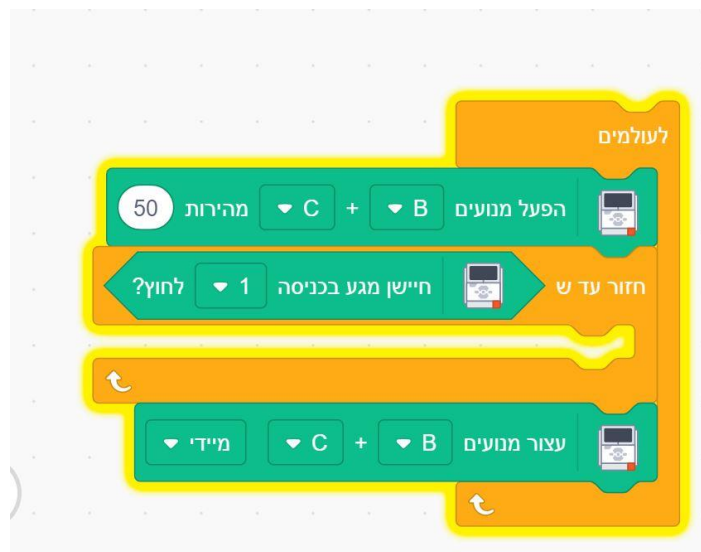 לעולמים
הפעל מנועים B + C מהירות 50
חזור עד ש חיישן מגע בכניסה 1 לחוץ?
עצור מנועים B + C מיידי